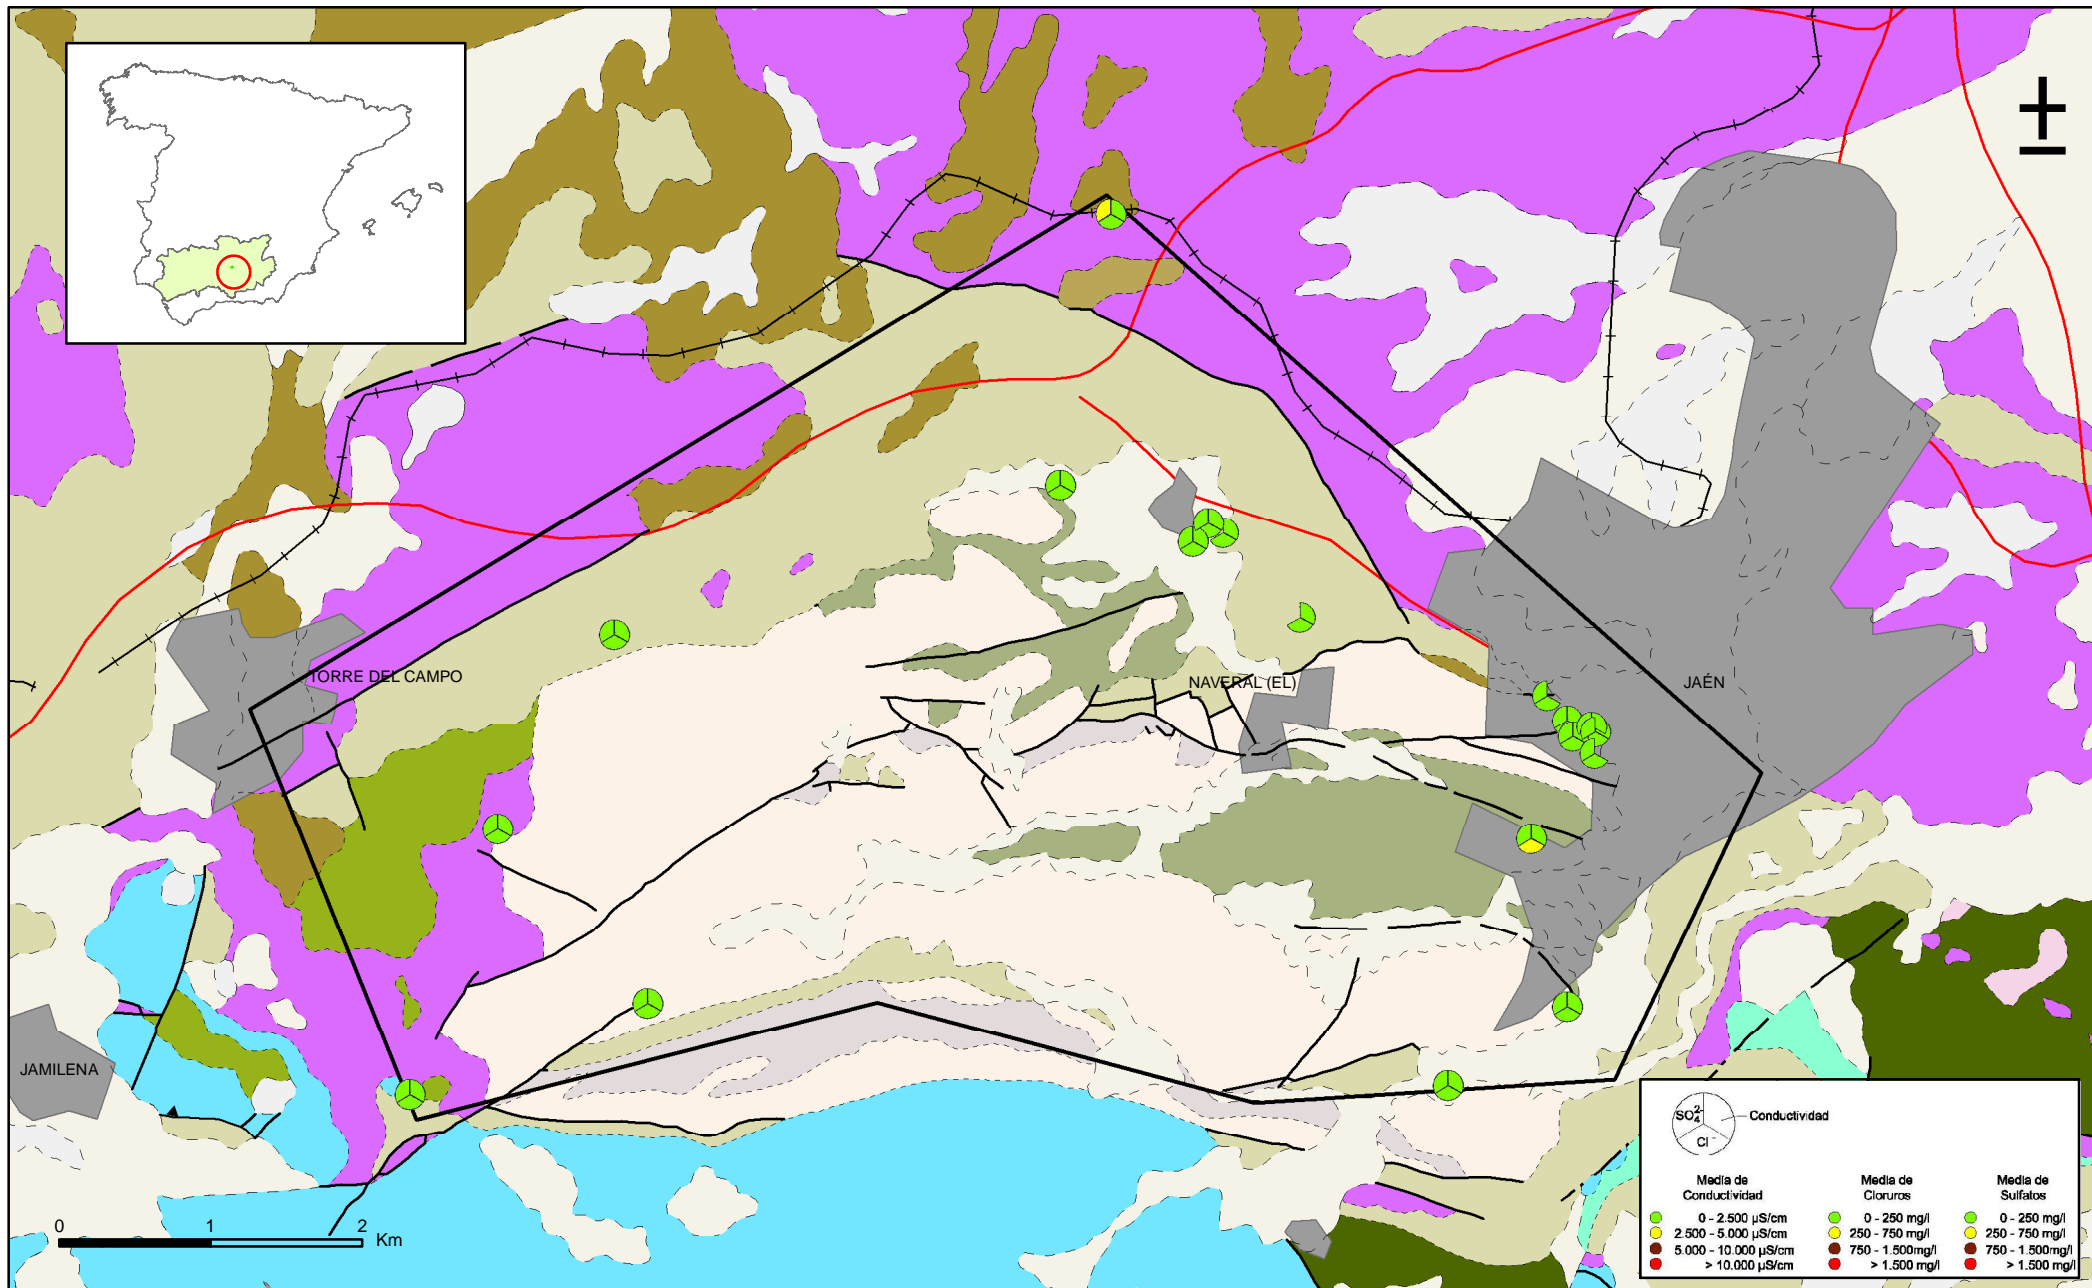 TORRE DEL CAMPO
NAVERAL (EL)
JAÉN
JAMILENA
0 1 2
Km
SO₄²⁻
Conductividad
Cl⁻
Media de Conductividad
0 - 2.500 µS/cm
2.500 - 5.000 µS/cm
5.000 - 10.000 µS/cm
> 10.000 µS/cm
Media de Cloruros
0 - 250 mg/l
250 - 750 mg/l
750 - 1.500mg/l
> 1.500 mg/l
Media de Sulfatos
0 - 250 mg/l
250 - 750 mg/l
750 - 1.500mg/l
> 1.500 mg/l